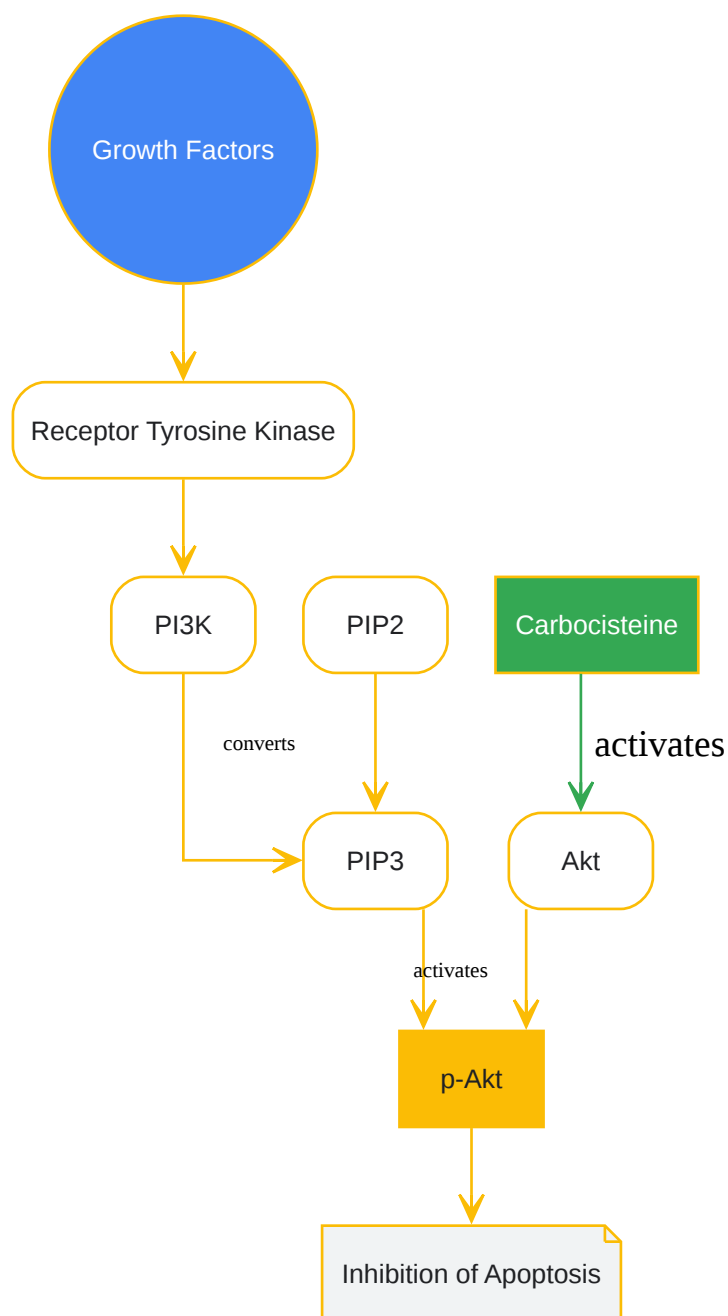 Growth Factors
Receptor Tyrosine Kinase
PI3K
PIP2
Carbocisteine
converts
activates
PIP3
Akt
activates
p-Akt
Inhibition of Apoptosis